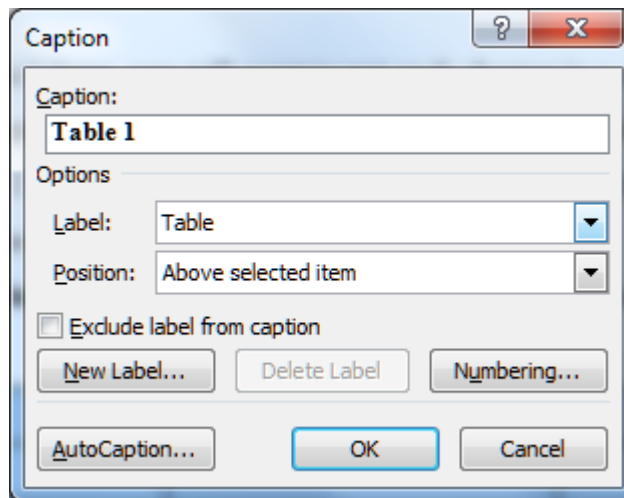 Caption
?
X
Caption:
Table 1
Options
Label: Table
Position: Above selected item
Exclude label from caption
New Label... Delete Label Numbering...
AutoCaption... OK Cancel